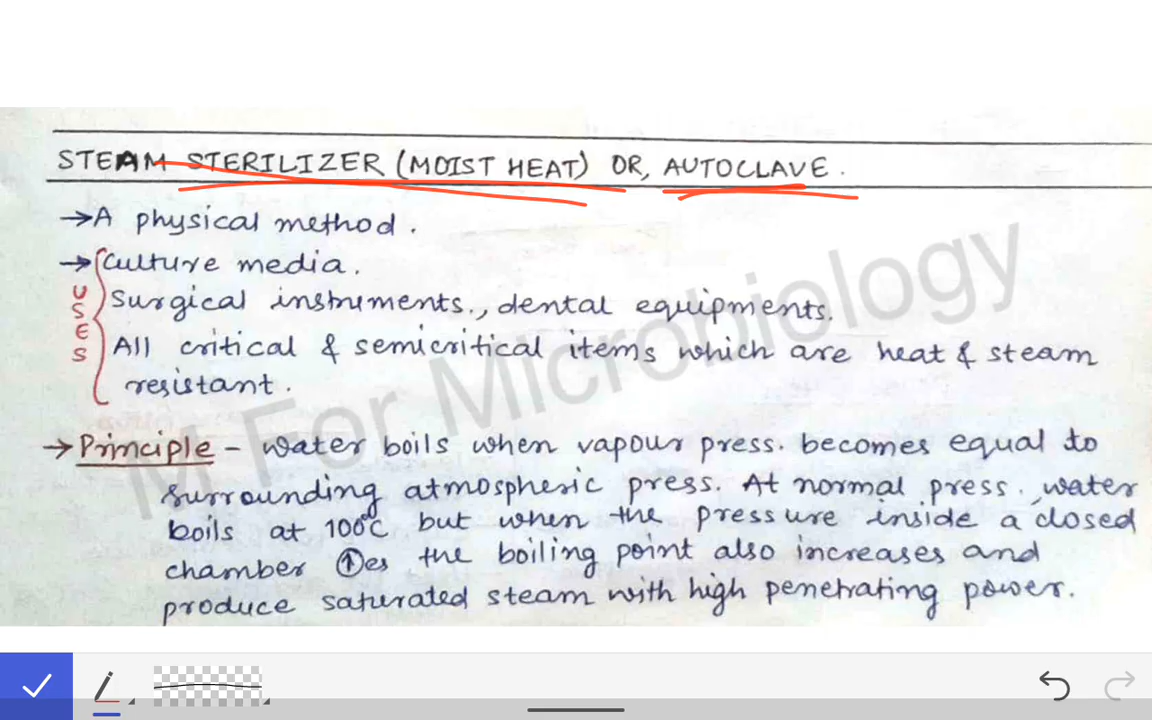 STEAM STERILIZER (MOIST HEAT) OR, AUTOCLAVE.
→A physical method.
→Culture media.
USES
Surgical instruments., dental equipments.
All critical & semicritical items which are heat & steam
resistant.
→Principle - Water boils when vapour press. becomes equal to
surrounding atmospheric press. At normal press. water
boils at 100°C but when the pressure inside a closed
chamber ↑es the boiling point also increases and
produce saturated steam with high penetrating power.
M For Microbiology